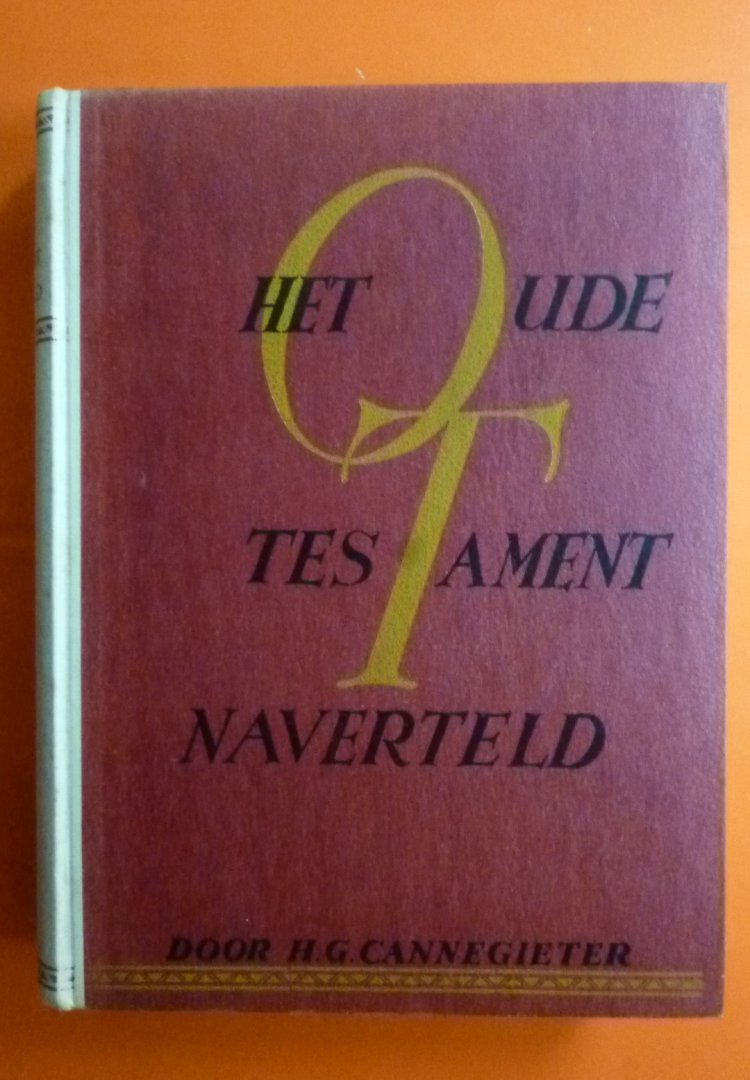 HET OUDE
TESTAMENT
NAVERTELD
DOOR H.G. CANNEGIETER